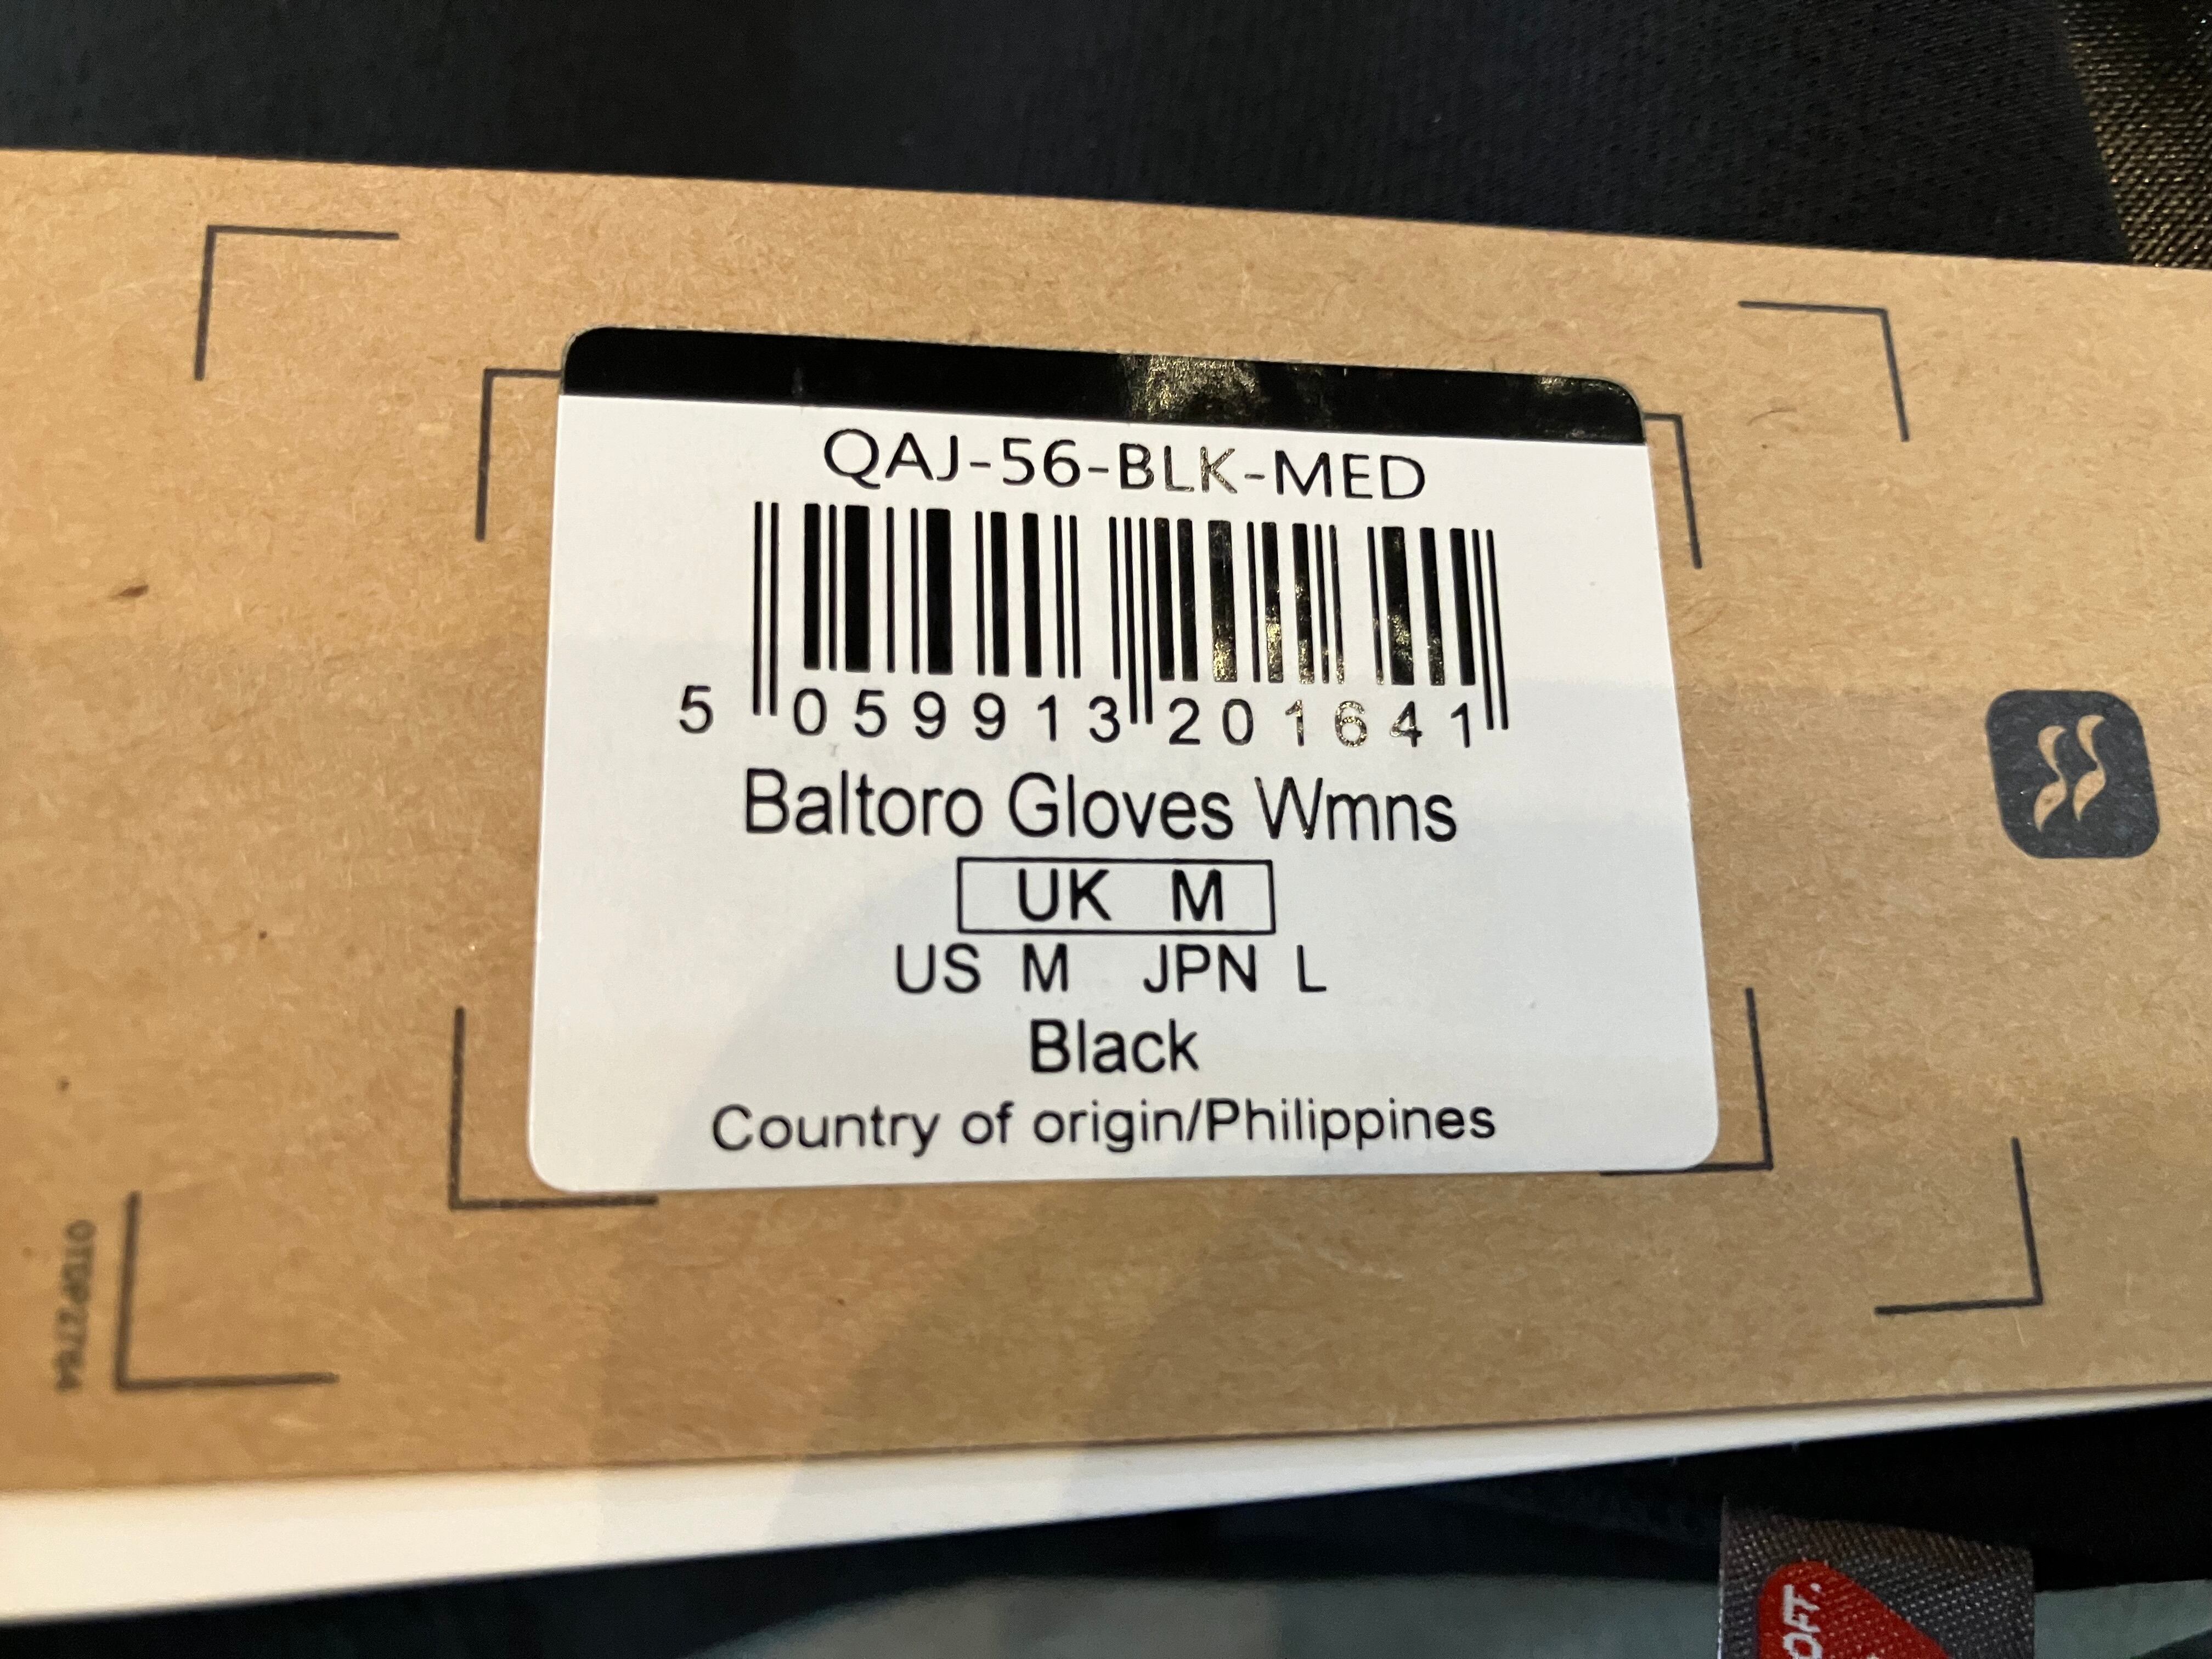 QAJ-56-BLK-MED
5 059913 201641
Baltoro Gloves Wmns
UK M
US M JPN L
Black
Country of origin/Philippines